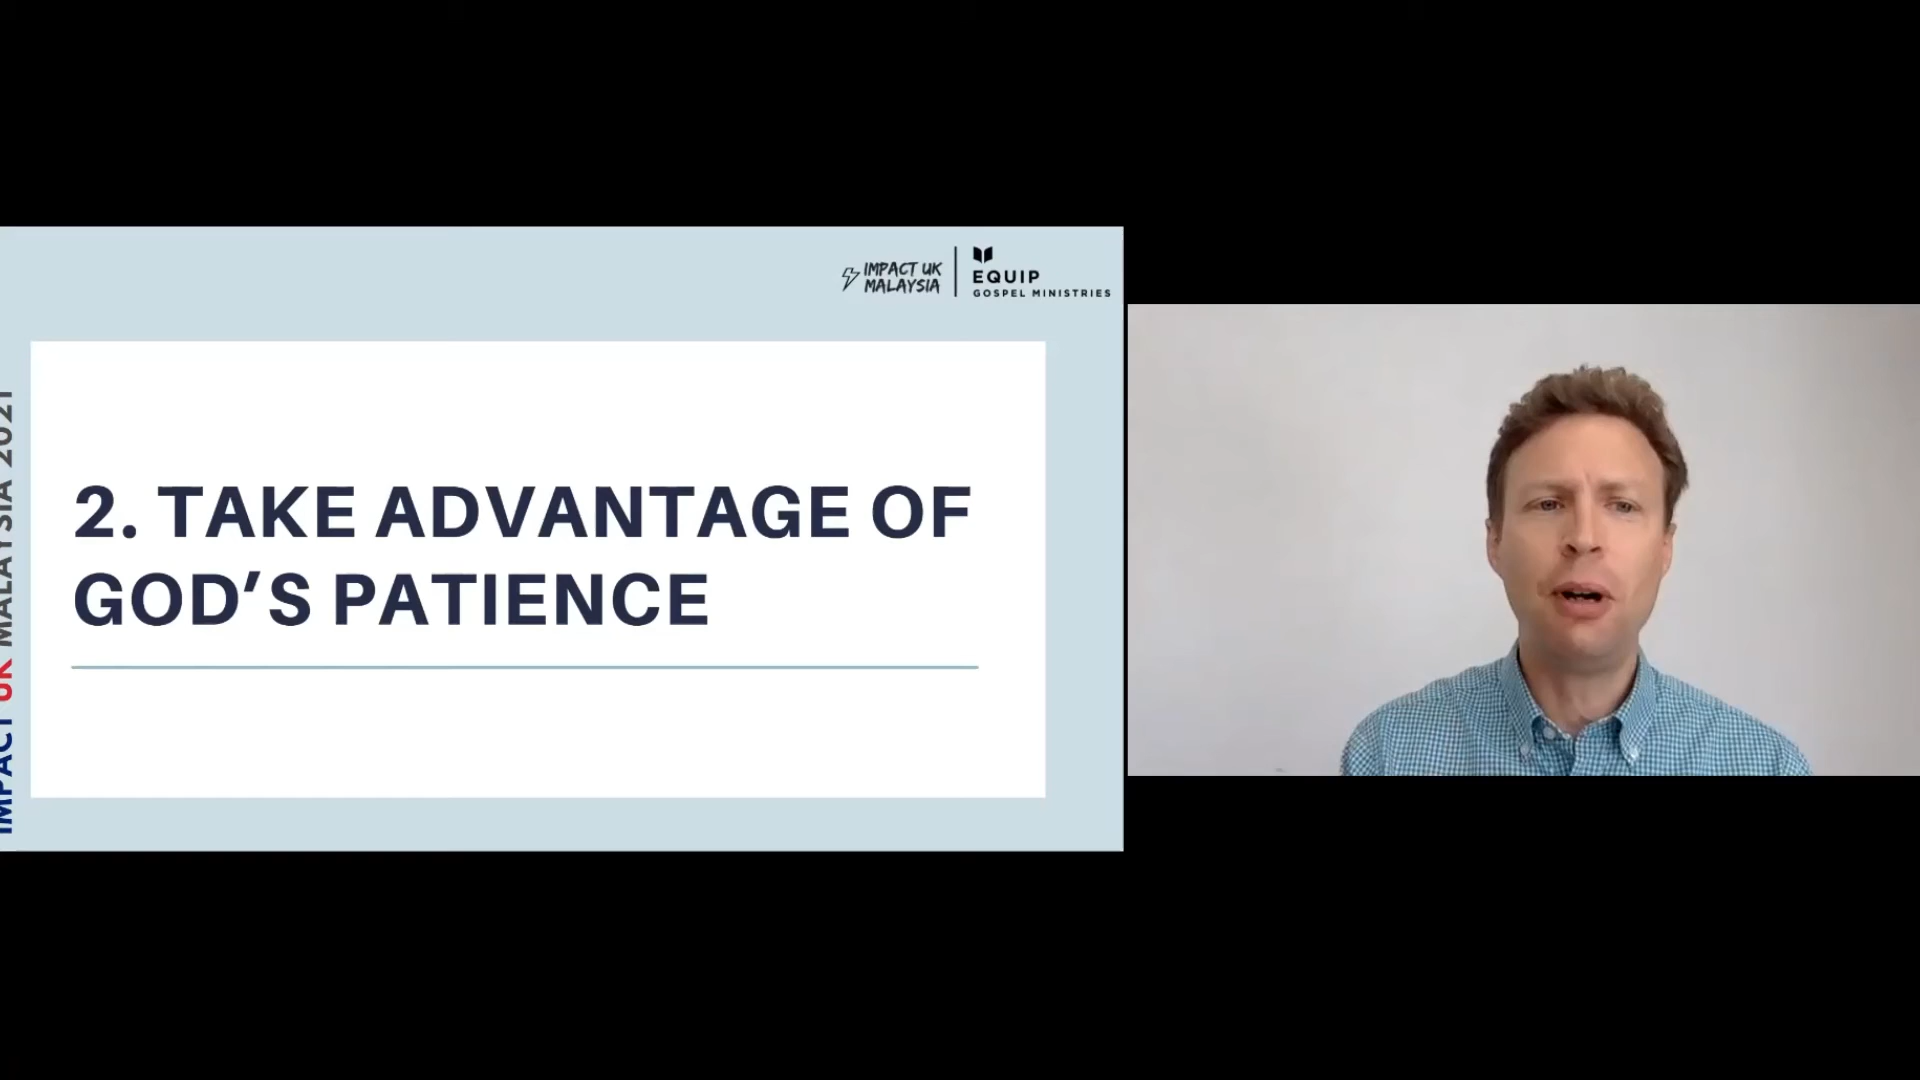 IMPACT UK
MALAYSIA
EQUIP
GOSPEL MINISTRIES
2. TAKE ADVANTAGE OF
GOD’S PATIENCE
IMPACT UK MALAYSIA 2021